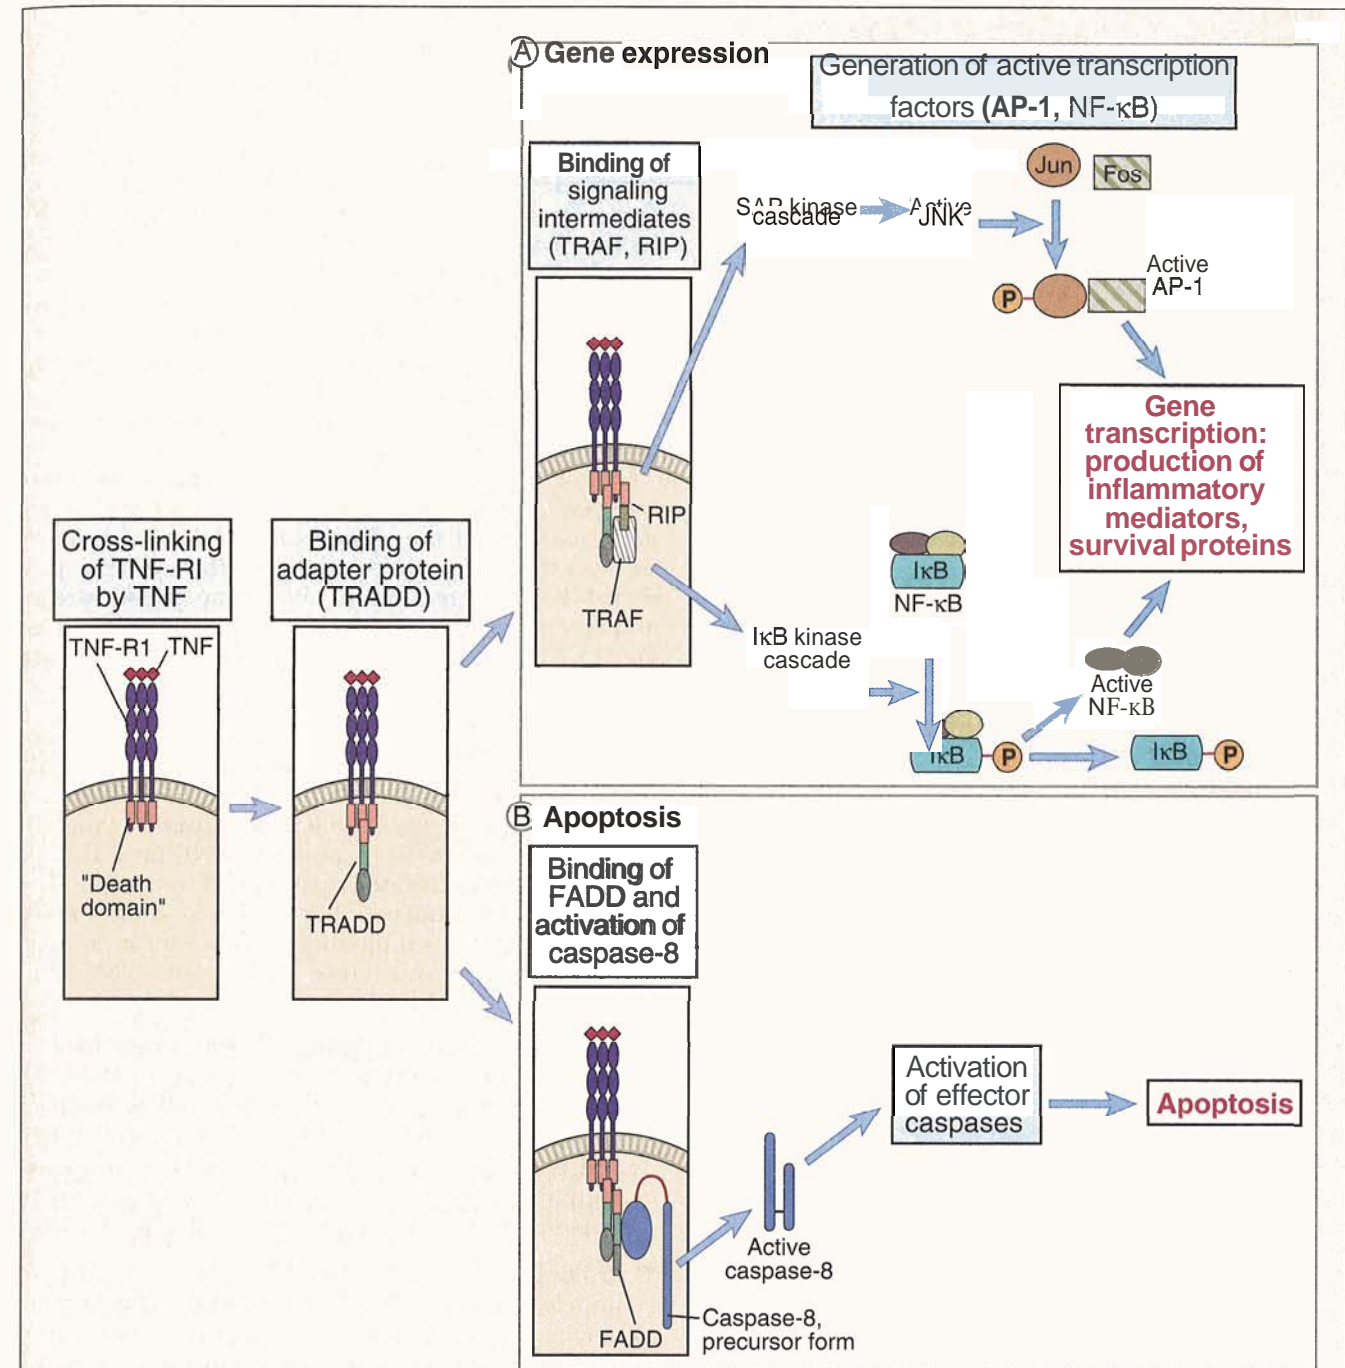 A Gene expression
Generation of active transcription
factors (AP-1, NF-κB)
Binding of
signaling
intermediates
(TRAF, RIP)
SAP kinase
cascade
Active
JNK
Jun
Fos
P
Active
AP-1
Gene
transcription:
production of
inflammatory
mediators,
survival proteins
RIP
TRAF
IκB
NF-κB
IκB kinase
cascade
Active
NF-κB
IκB
P
IκB
P
Cross-linking
of TNF-RI
by TNF
TNF-R1
TNF
"Death
domain"
Binding of
adapter protein
(TRADD)
TRADD
B Apoptosis
Binding of
FADD and
activation of
caspase-8
FADD
Caspase-8,
precursor form
Active
caspase-8
Activation
of effector
caspases
Apoptosis